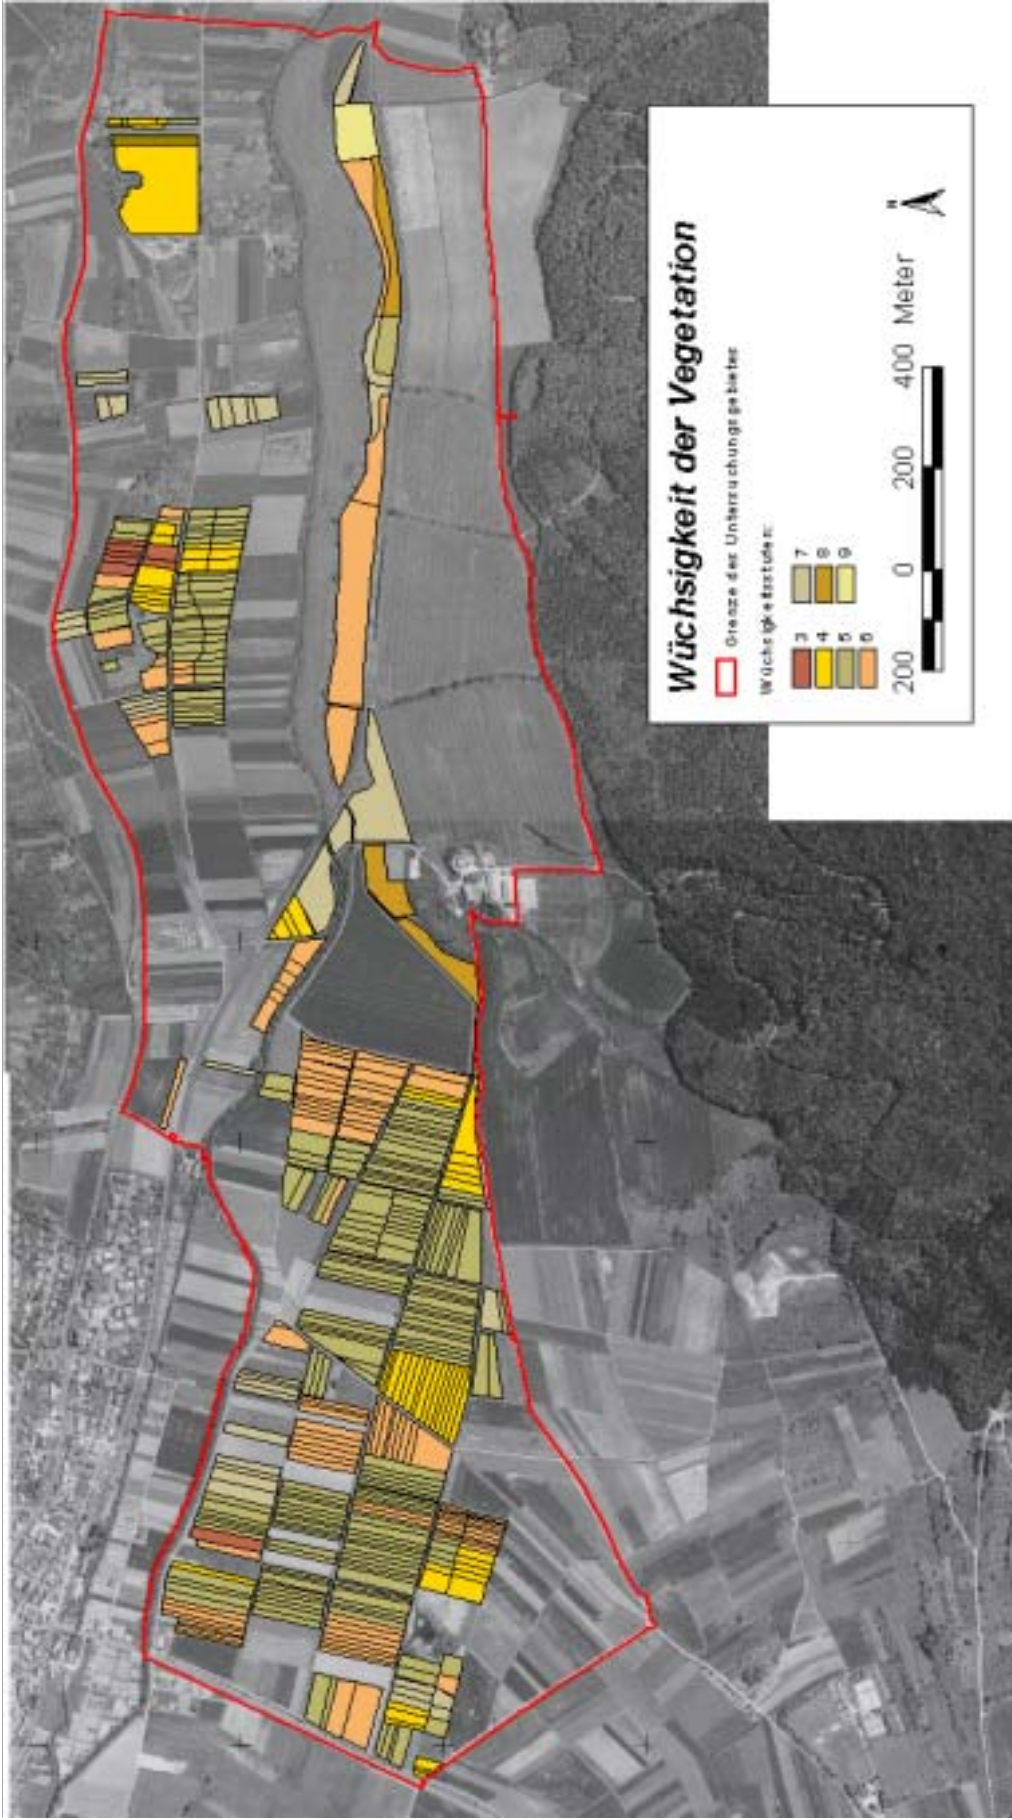 Wüchsigkeit der Vegetation
Grenze des Untersuchungsgebietes
Wüchsigkeitsstufen:
3 7
4 8
5 9
6
200 0 200 400 Meter
N